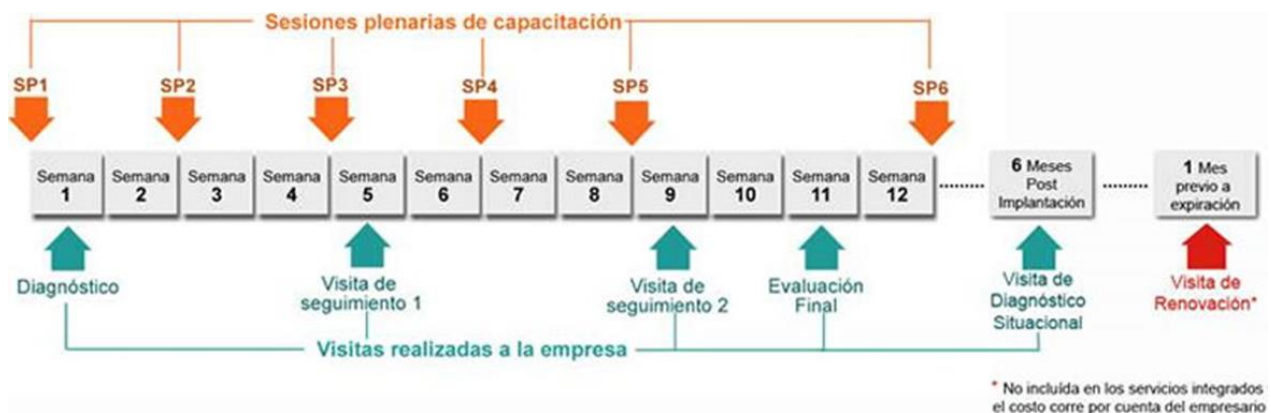 Sesiones plenarias de capacitación
SP1
SP2
SP3
SP4
SP5
SP6
Semana
1
Semana
2
Semana
3
Semana
4
Semana
5
Semana
6
Semana
7
Semana
8
Semana
9
Semana
10
Semana
11
Semana
12
6 Meses
Post
Implantación
1 Mes
previo a
expiración
Diagnóstico
Visita de
seguimiento 1
Visita de
seguimiento 2
Evaluación
Final
Visita de
Diagnóstico
Situacional
Visita de
Renovación*
Visitas realizadas a la empresa
* No incluída en los servicios integrados
el costo corre por cuenta del empresario